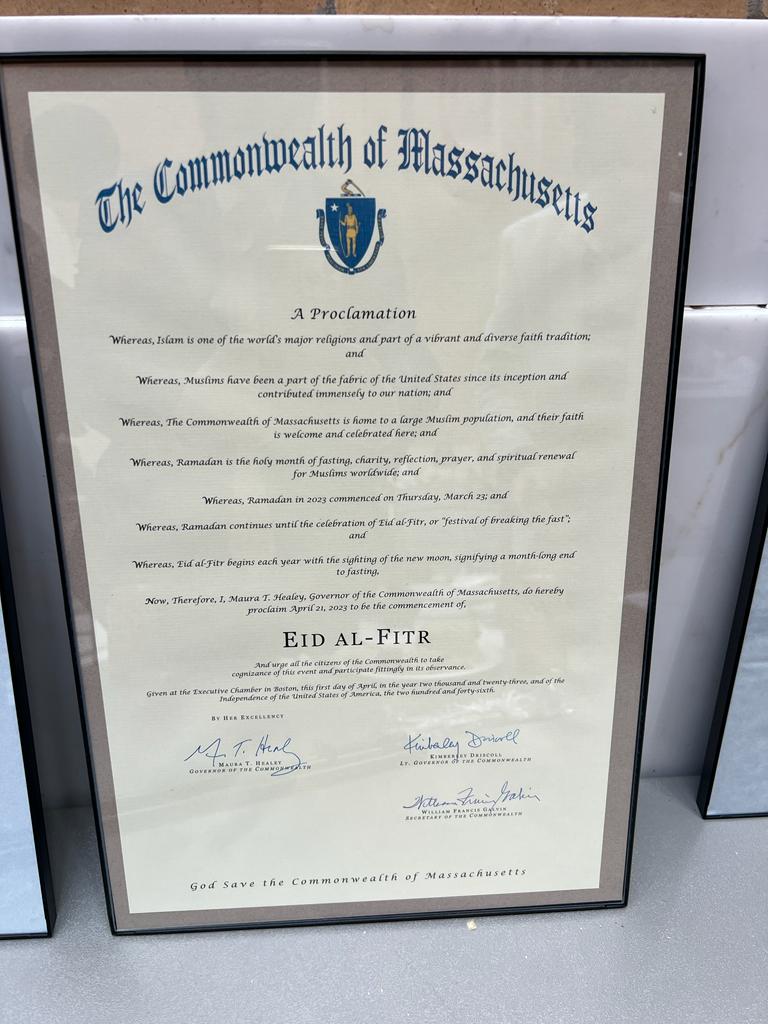 The Commonwealth of Massachusetts
A Proclamation
Whereas, Islam is one of the world's major religions and part of a vibrant and diverse faith tradition;
and
Whereas, Muslims have been a part of the fabric of the United States since its inception and
contributed immensely to our nation; and
Whereas, The Commonwealth of Massachusetts is home to a large Muslim population, and their faith
is welcome and celebrated here; and
Whereas, Ramadan is the holy month of fasting, charity, reflection, prayer, and spiritual renewal
for Muslims worldwide; and
Whereas, Ramadan in 2023 commenced on Thursday, March 23; and
Whereas, Ramadan continues until the celebration of Eid al-Fitr, or "festival of breaking the fast";
and
Whereas, Eid al-Fitr begins each year with the sighting of the new moon, signifying a month-long end
to fasting,
Now, Therefore, I, Maura T. Healey, Governor of the Commonwealth of Massachusetts, do hereby
proclaim April 21, 2023 to be the commencement of,
EID AL-FITR
And urge all the citizens of the Commonwealth to take
cognizance of this event and participate fittingly in its observance.
Given at the Executive Chamber in Boston, this first day of April, in the year two thousand and twenty-three, and of the
Independence of the United States of America, the two hundred and forty-sixth.
BY HER EXCELLENCY
M. T. Healey
MAURA T. HEALEY
GOVERNOR OF THE COMMONWEALTH
Kimberley Driscoll
KIMBERLEY DRISCOLL
LT. GOVERNOR OF THE COMMONWEALTH
William Francis Galvin
WILLIAM FRANCIS GALVIN
SECRETARY OF THE COMMONWEALTH
God Save the Commonwealth of Massachusetts